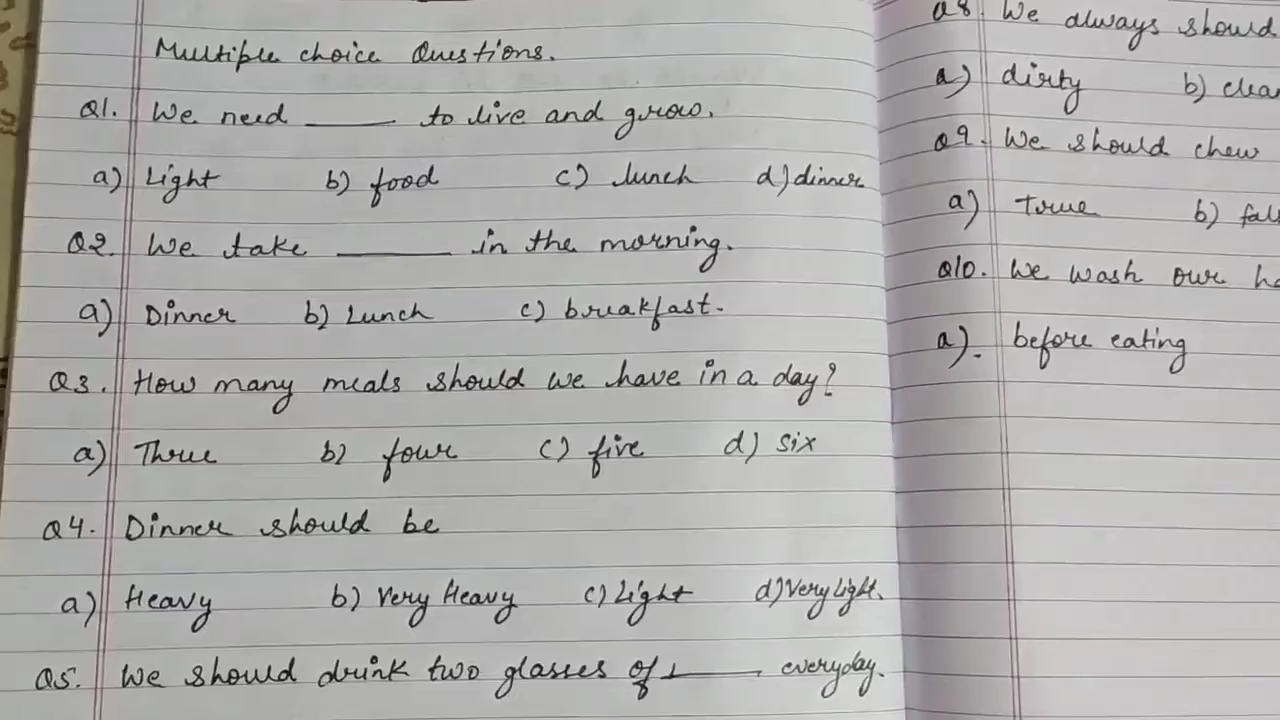 Multiple choice Questions.
Q1. We need ____ to live and grow.
a) Light b) food c) lunch d) dinner
Q2. We take ____ in the morning.
a) Dinner b) Lunch c) breakfast.
Q3. How many meals should we have in a day?
a) Three b) four c) five d) six
Q4. Dinner should be
a) Heavy b) Very Heavy c) Light d) Very Light.
Q5. We should drink two glasses of ____ everyday.
Q8. We always should
a) dirty b)
Q9. We should chew
a) true b)
Q10. We wash our
a). before eating